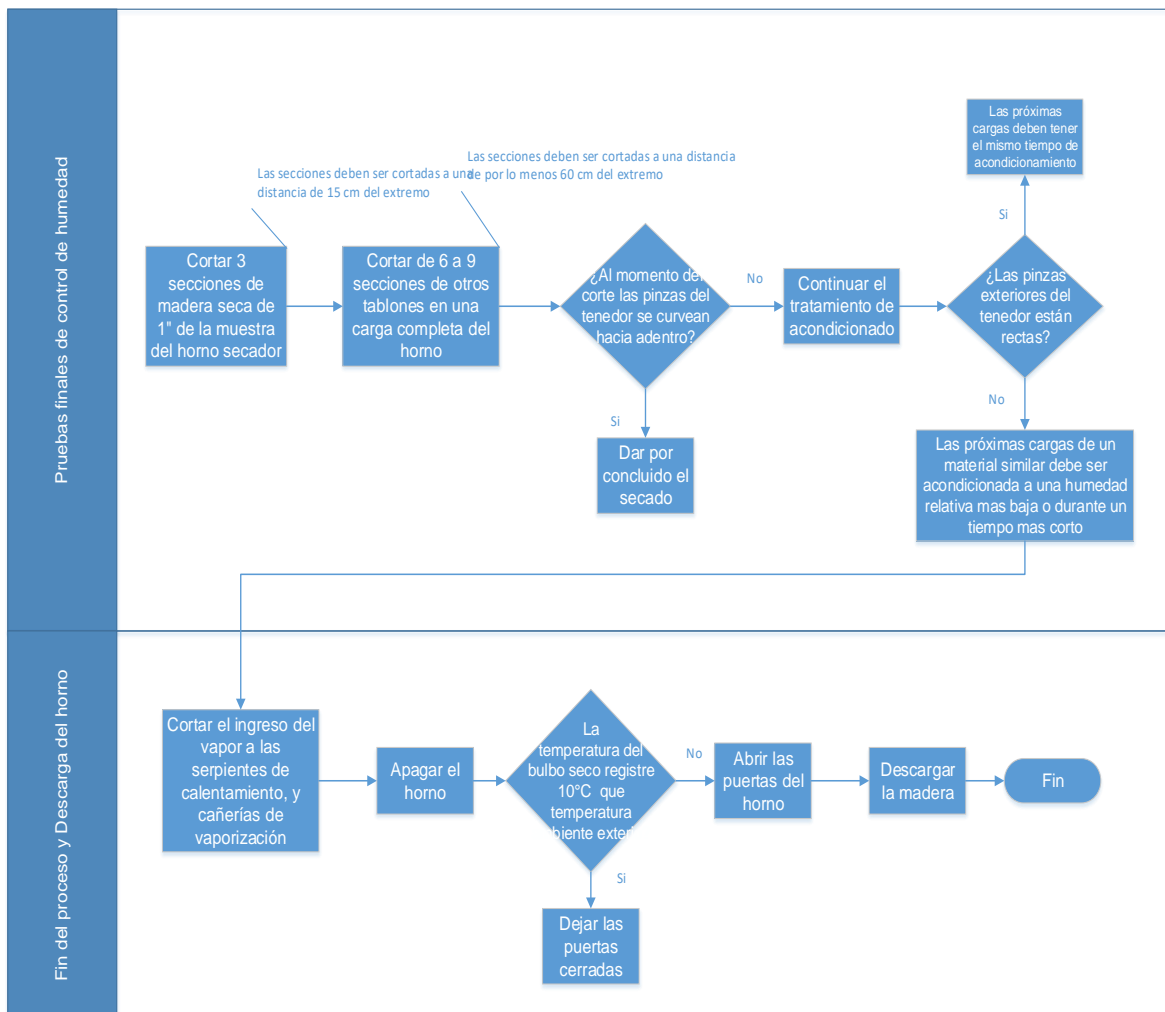 Pruebas finales de control de humedad
Las secciones deben ser cortadas a una
distancia de 15 cm del extremo
Las secciones deben ser cortadas a una distancia
de por lo menos 60 cm del extremo
Las próximas
cargas deben tener
el mismo tiempo de
acondicionamiento
Si
Cortar 3
secciones de
madera seca de
1" de la muestra
del horno secador
Cortar de 6 a 9
secciones de otros
tablones en una
carga completa del
horno
¿Al momento del
corte las pinzas del
tenedor se curvean
hacia adentro?
No
Continuar el
tratamiento de
acondicionado
¿Las pinzas
exteriores del
tenedor están
rectas?
Si
No
Dar por
concluido el
secado
Las próximas cargas de un
material similar debe ser
acondicionada a una humedad
relativa mas baja o durante un
tiempo mas corto
Fin del proceso y Descarga del horno
Cortar el ingreso del
vapor a las
serpientes de
calentamiento, y
cañerías de
vaporización
Apagar el
horno
La
temperatura del
bulbo seco registre
10°C que
temperatura
biente exteri
No
Abrir las
puertas del
horno
Descargar
la madera
Fin
Si
Dejar las
puertas
cerradas